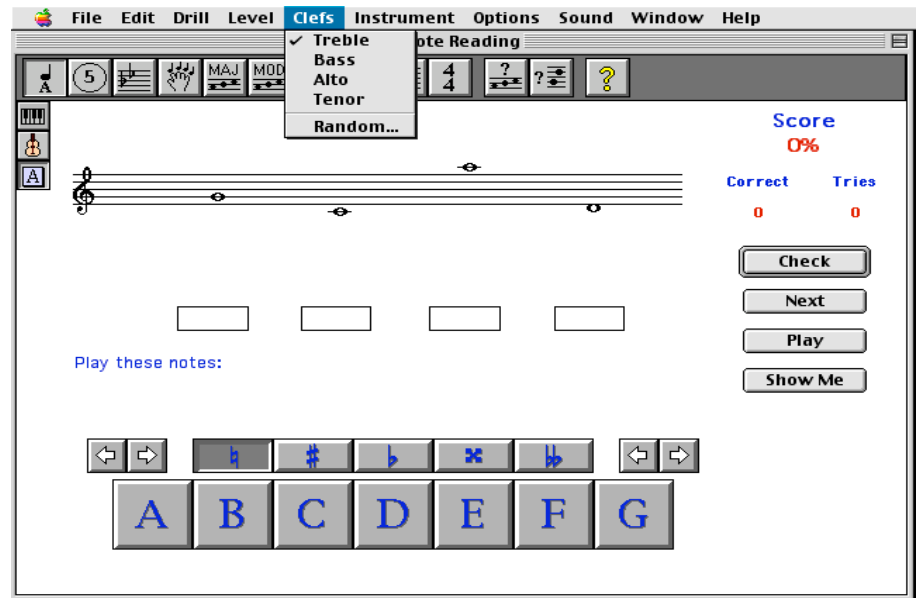 File Edit Drill Level Clefs Instrument Options Sound Window Help
ote Reading
✓ Treble
Bass
Alto
Tenor
Random...
A 5 MAJ MOD 4 4 ? ? ?
A
Score
0%
Correct Tries
0 0
Check
Next
Play
Show Me
Play these notes:
♮ ♯ ♭ 𝄪 𝄫
A B C D E F G